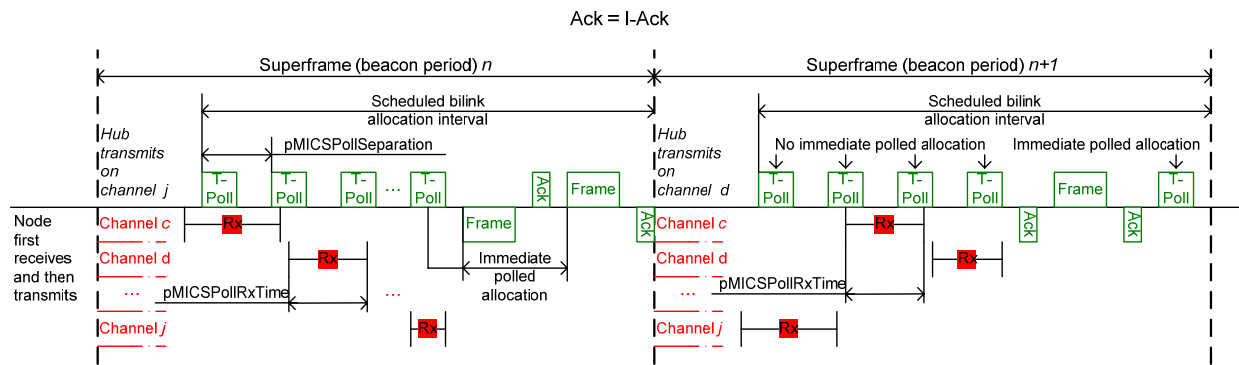 Ack = I-Ack
Superframe (beacon period) n
Superframe (beacon period) n+1
Hub
transmits
on
channel j
Scheduled bilink
allocation interval
pMICSPollSeparation
T-
Poll
T-
Poll
T-
Poll
...
T-
Poll
Ack
Frame
Hub
transmits
on
channel d
Scheduled bilink
allocation interval
No immediate polled allocation
Immediate polled allocation
T-
Poll
T-
Poll
T-
Poll
T-
Poll
Frame
T-
Poll
Node
first
receives
and then
transmits
Channel c
Rx
Frame
Ack
Channel d
Rx
Immediate
polled
allocation
...
pMICSPollRxTime
...
Channel j
Rx
Channel c
Rx
Ack
Ack
Channel d
Rx
...
pMICSPollRxTime
Channel j
Rx